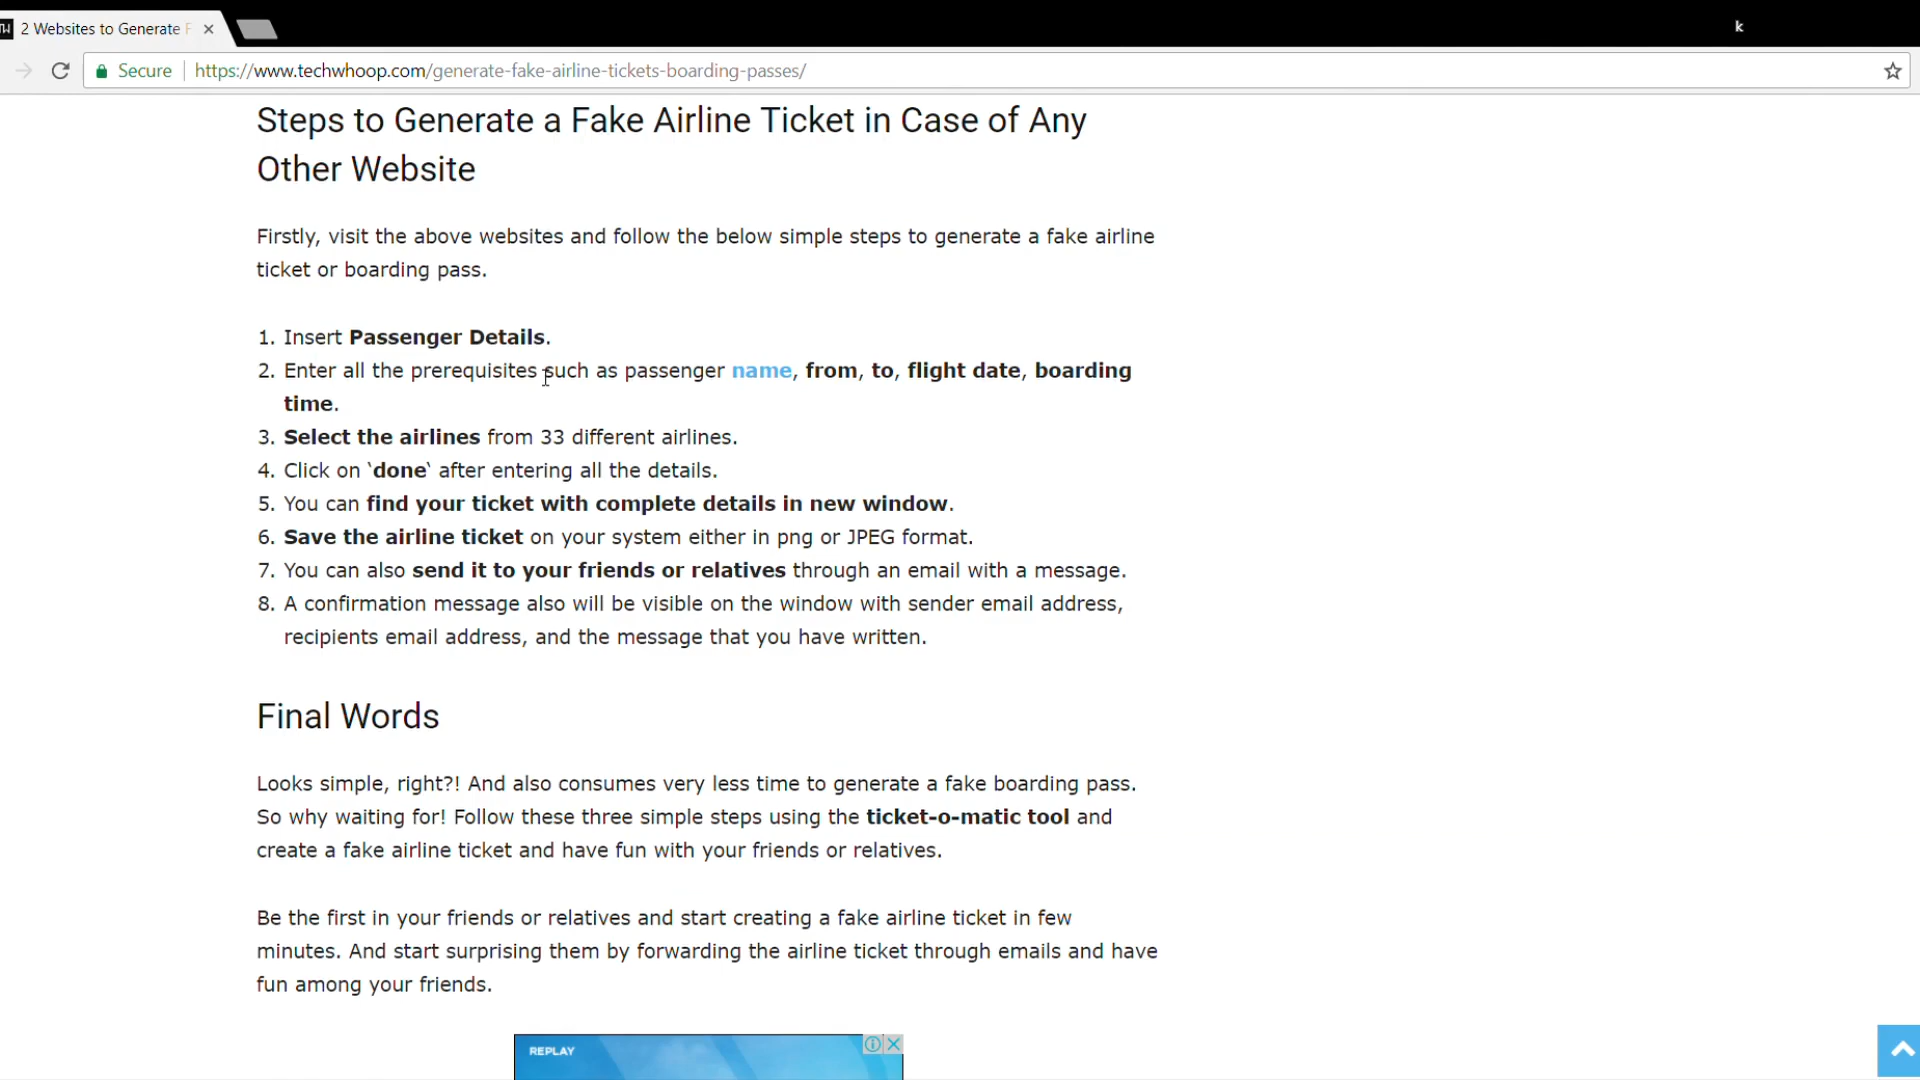 2 Websites to Generate F
k
Secure
https://www.techwhoop.com/generate-fake-airline-tickets-boarding-passes/
Steps to Generate a Fake Airline Ticket in Case of Any
Other Website
Firstly, visit the above websites and follow the below simple steps to generate a fake airline
ticket or boarding pass.
1. Insert Passenger Details.
2. Enter all the prerequisites such as passenger name, from, to, flight date, boarding
time.
3. Select the airlines from 33 different airlines.
4. Click on `done` after entering all the details.
5. You can find your ticket with complete details in new window.
6. Save the airline ticket on your system either in png or JPEG format.
7. You can also send it to your friends or relatives through an email with a message.
8. A confirmation message also will be visible on the window with sender email address,
recipients email address, and the message that you have written.
Final Words
Looks simple, right?! And also consumes very less time to generate a fake boarding pass.
So why waiting for! Follow these three simple steps using the ticket-o-matic tool and
create a fake airline ticket and have fun with your friends or relatives.
Be the first in your friends or relatives and start creating a fake airline ticket in few
minutes. And start surprising them by forwarding the airline ticket through emails and have
fun among your friends.
REPLAY